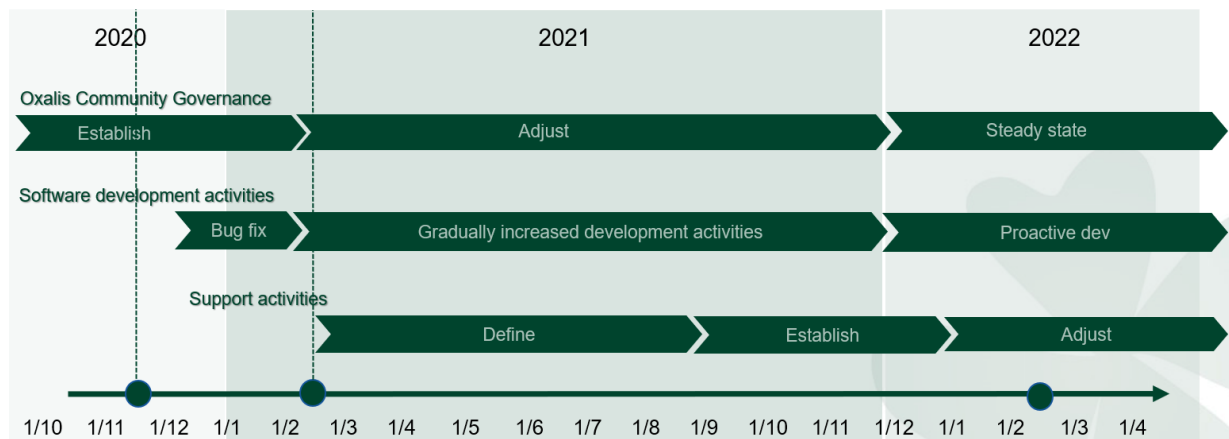 2020 2021 2022
Oxalis Community Governance
Establish Adjust Steady state
Software development activities
Bug fix Gradually increased development activities Proactive dev
Support activities
Define Establish Adjust
1/10 1/11 1/12 1/1 1/2 1/3 1/4 1/5 1/6 1/7 1/8 1/9 1/10 1/11 1/12 1/1 1/2 1/3 1/4